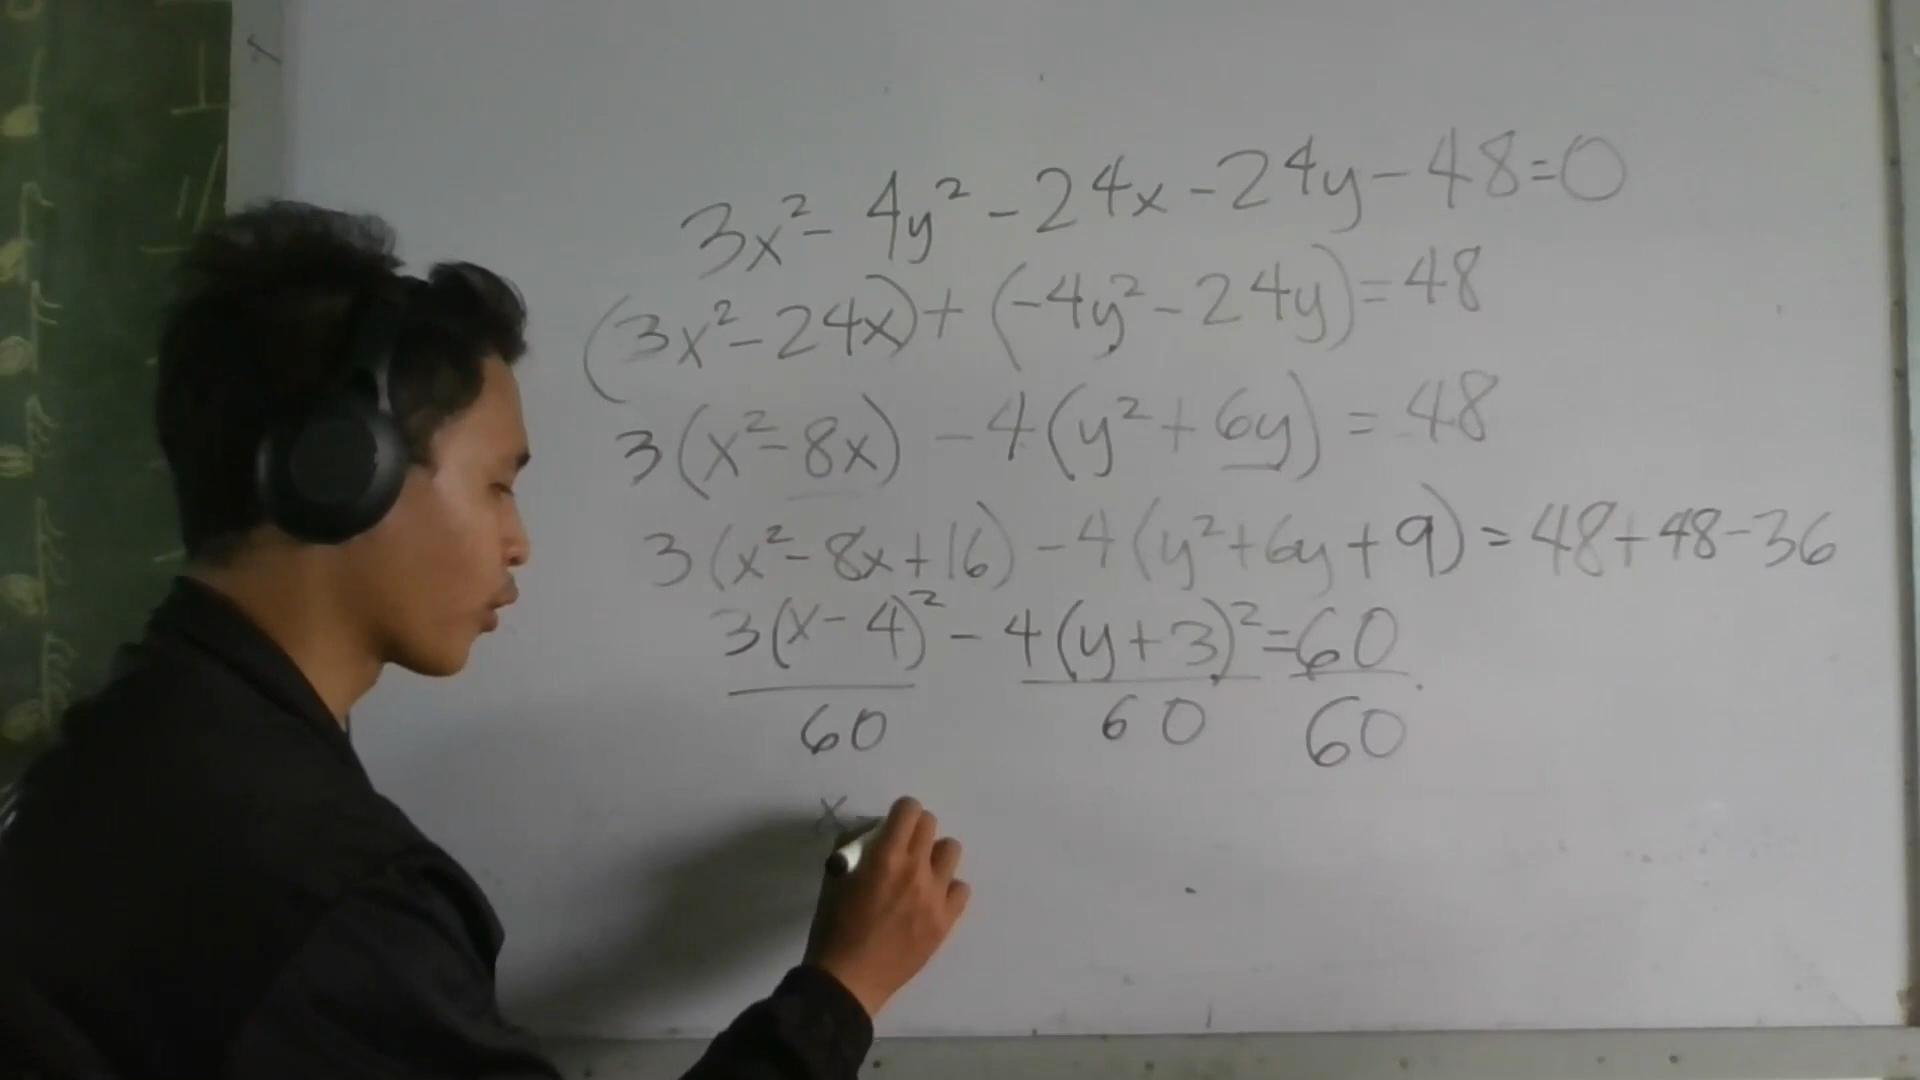 3x² - 4y² - 24x - 24y - 48 = 0
(3x² - 24x) + (-4y² - 24y) = 48
3(x² - 8x) - 4(y² + 6y) = 48
3(x² - 8x + 16) - 4(y² + 6y + 9) = 48 + 48 - 36
3(x - 4)² - 4(y + 3)² = 60
60 60 60
x -